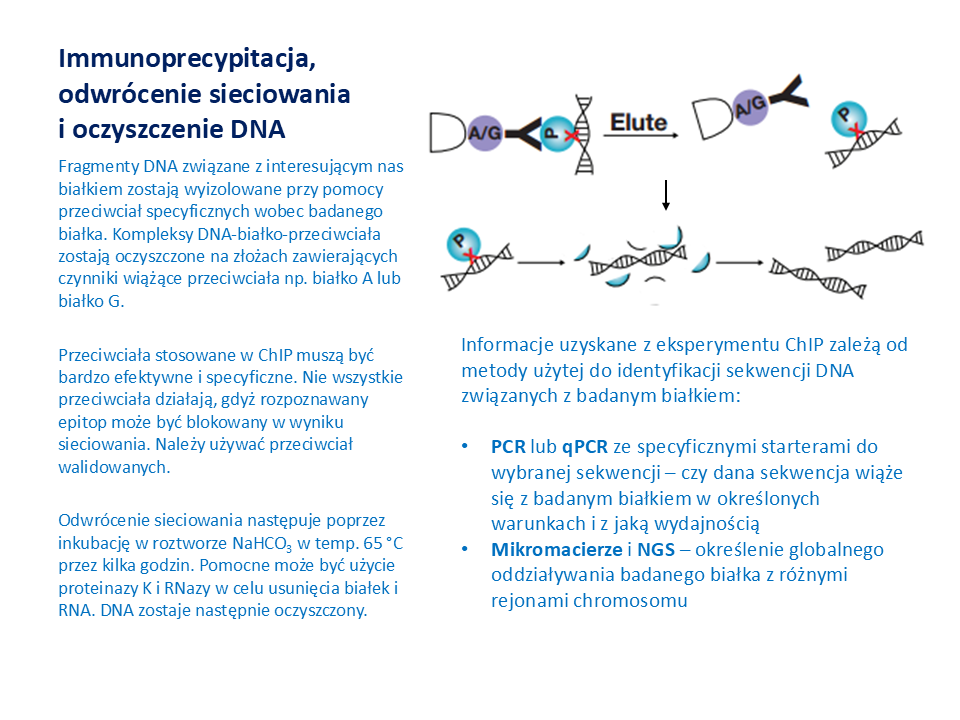 Immunoprecypitacja,
odwrócenie sieciowania
i oczyszczenie DNA
Fragmenty DNA związane z interesującym nas
białkiem zostają wyizolowane przy pomocy
przeciwciał specyficznych wobec badanego
białka. Kompleksy DNA-białko-przeciwciała
zostają oczyszczone na złożach zawierających
czynniki wiążące przeciwciała np. białko A lub
białko G.
Przeciwciała stosowane w ChIP muszą być
bardzo efektywne i specyficzne. Nie wszystkie
przeciwciała działają, gdyż rozpoznawany
epitop może być blokowany w wyniku
sieciowania. Należy używać przeciwciał
walidowanych.
Odwrócenie sieciowania następuje poprzez
inkubację w roztworze NaHCO₃ w temp. 65 °C
przez kilka godzin. Pomocne może być użycie
proteinazy K i RNazy w celu usunięcia białek i
RNA. DNA zostaje następnie oczyszczony.
A/G
P
Elute
A/G
P
P
Informacje uzyskane z eksperymentu ChIP zależą od
metody użytej do identyfikacji sekwencji DNA
związanych z badanym białkiem:
• PCR lub qPCR ze specyficznymi starterami do
wybranej sekwencji – czy dana sekwencja wiąże
się z badanym białkiem w określonych
warunkach i z jaką wydajnością
• Mikromacierze i NGS – określenie globalnego
oddziaływania badanego białka z różnymi
rejonami chromosomu